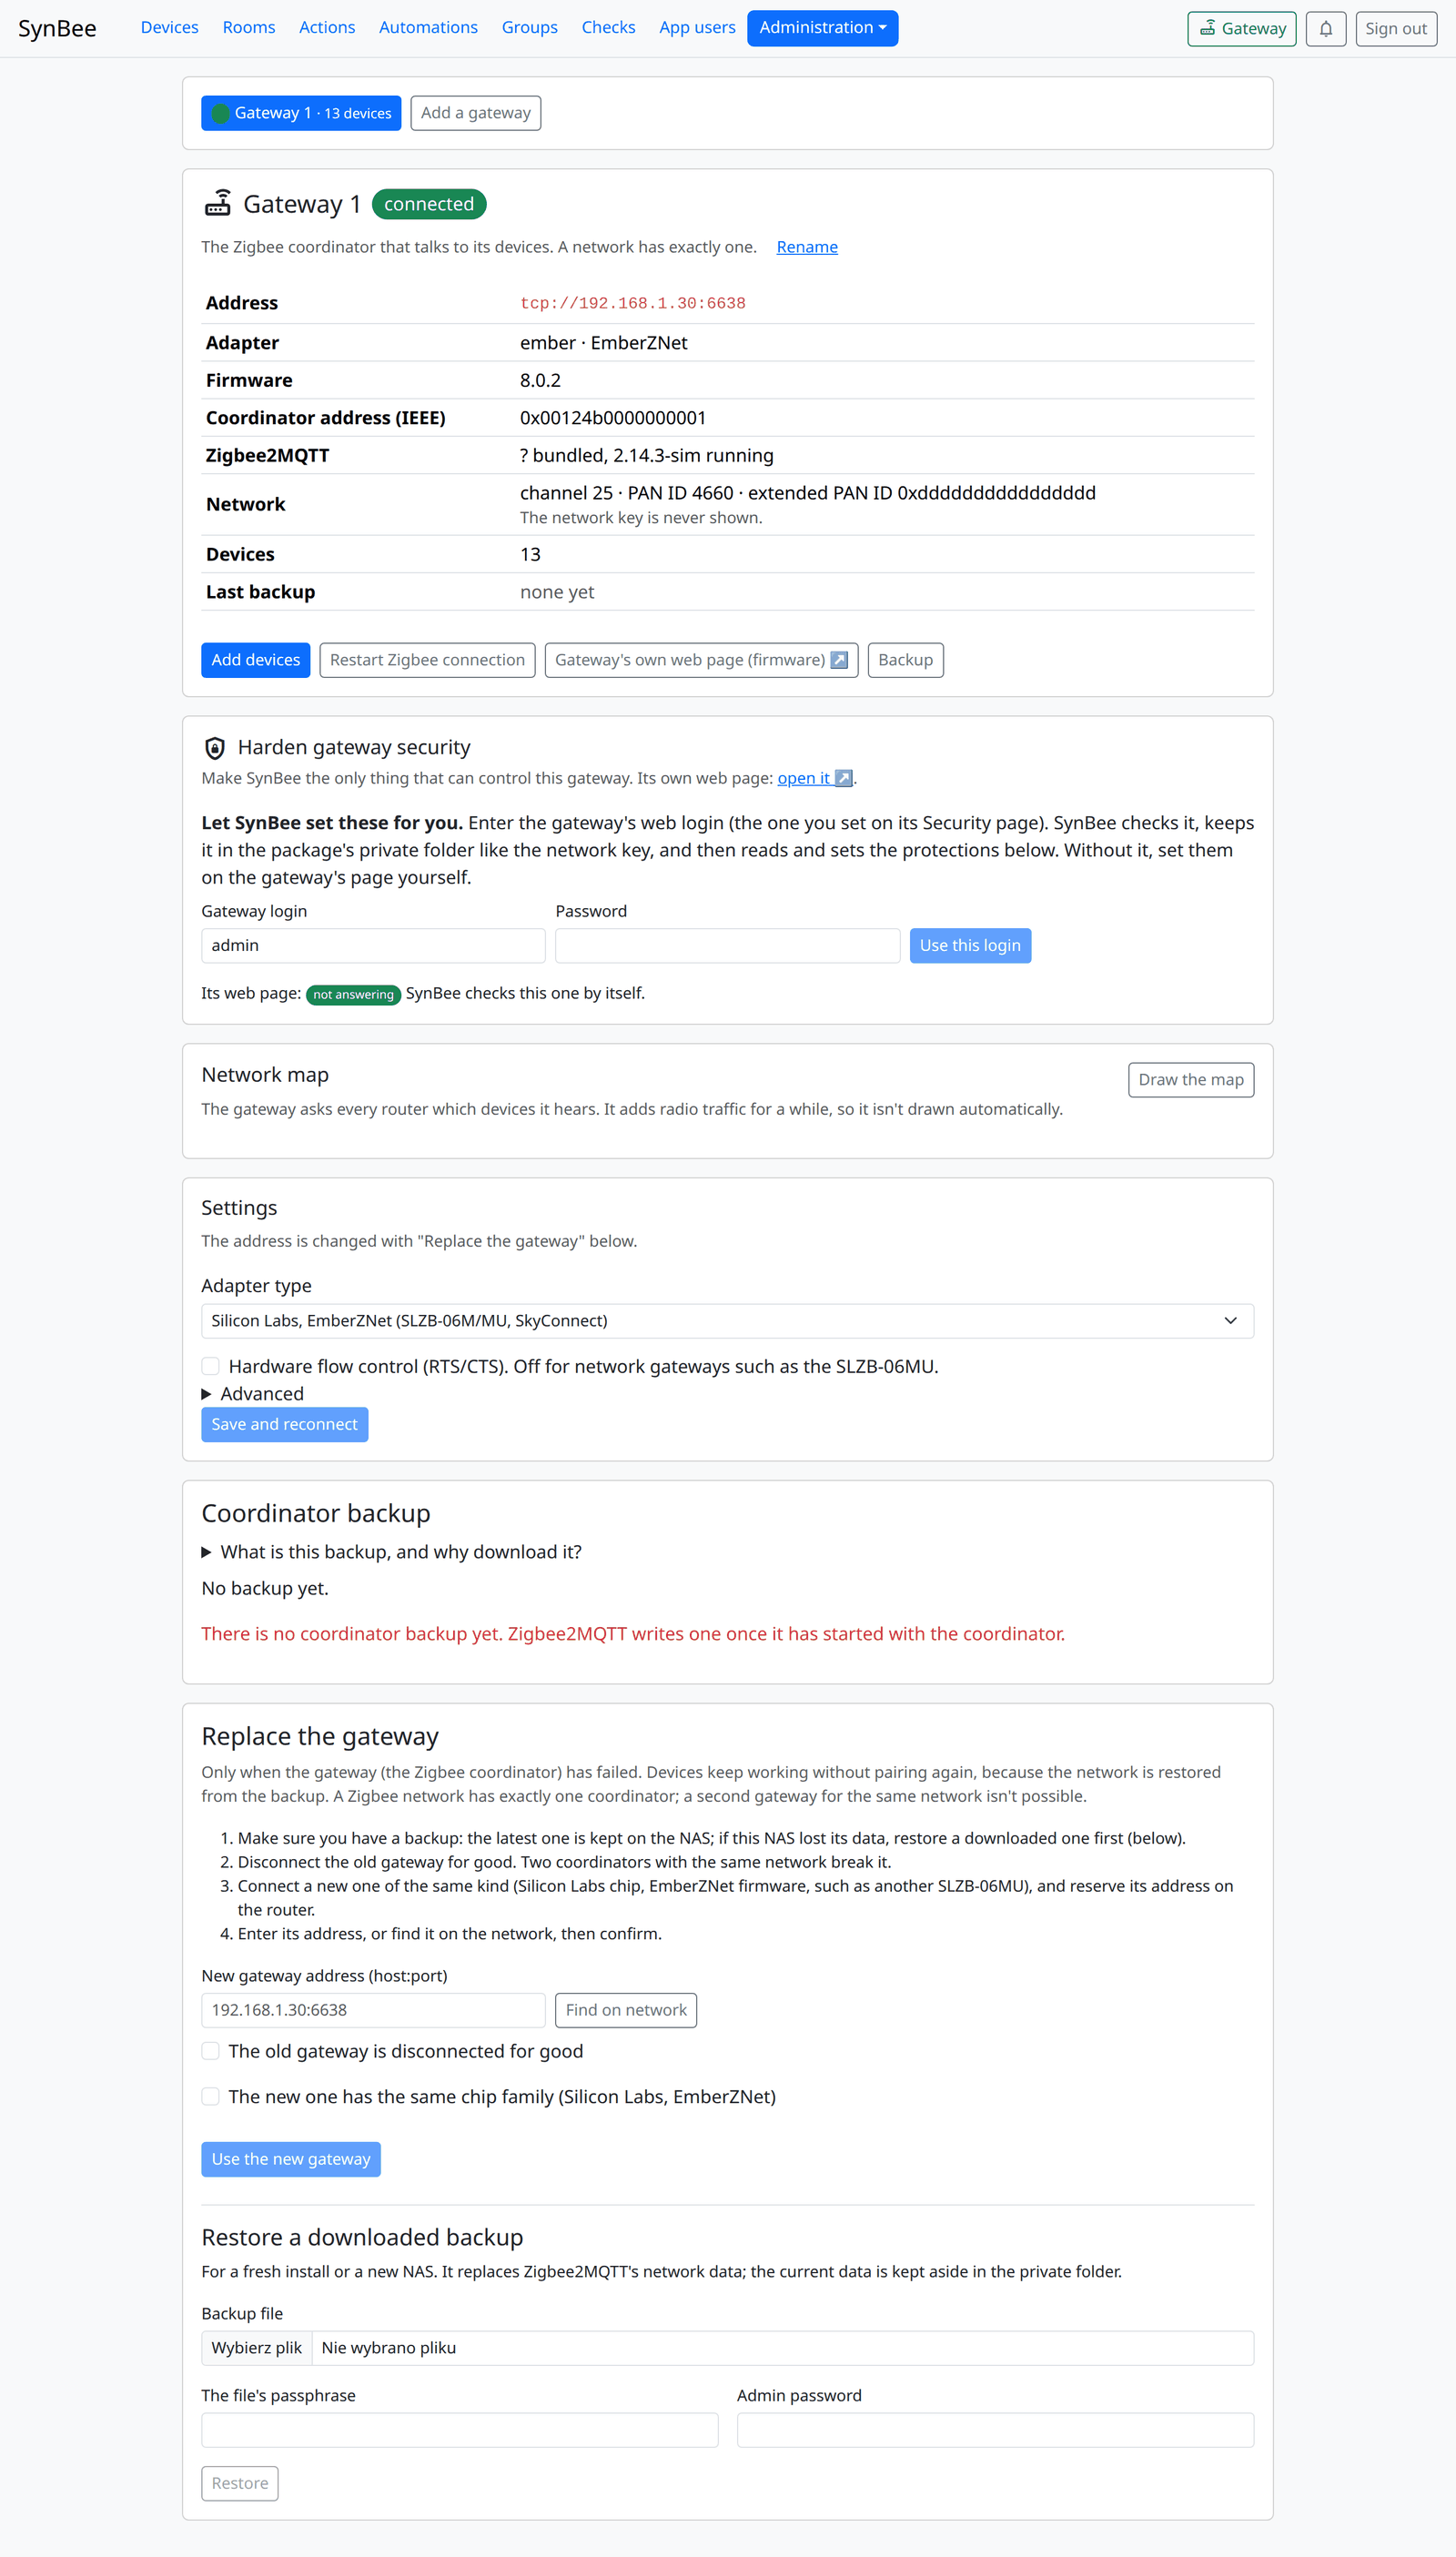 SynBee Devices Rooms Actions Automations Groups Checks App users Administration Gateway Sign out
Gateway 1 · 13 devices Add a gateway
Gateway 1 connected
The Zigbee coordinator that talks to its devices. A network has exactly one. Rename
Address tcp://192.168.1.30:6638
Adapter ember · EmberZNet
Firmware 8.0.2
Coordinator address (IEEE) 0x00124b0000000001
Zigbee2MQTT ? bundled, 2.14.3-sim running
Network channel 25 · PAN ID 4660 · extended PAN ID 0xdddddddddddddddd
The network key is never shown.
Devices 13
Last backup none yet
Add devices Restart Zigbee connection Gateway's own web page (firmware) ↗ Backup
Harden gateway security
Make SynBee the only thing that can control this gateway. Its own web page: open it ↗.
Let SynBee set these for you. Enter the gateway's web login (the one you set on its Security page). SynBee checks it, keeps
it in the package's private folder like the network key, and then reads and sets the protections below. Without it, set them
on the gateway's page yourself.
Gateway login Password
admin Use this login
Its web page: not answering SynBee checks this one by itself.
Network map Draw the map
The gateway asks every router which devices it hears. It adds radio traffic for a while, so it isn't drawn automatically.
Settings
The address is changed with "Replace the gateway" below.
Adapter type
Silicon Labs, EmberZNet (SLZB-06M/MU, SkyConnect)
Hardware flow control (RTS/CTS). Off for network gateways such as the SLZB-06MU.
Advanced
Save and reconnect
Coordinator backup
What is this backup, and why download it?
No backup yet.
There is no coordinator backup yet. Zigbee2MQTT writes one once it has started with the coordinator.
Replace the gateway
Only when the gateway (the Zigbee coordinator) has failed. Devices keep working without pairing again, because the network is restored
from the backup. A Zigbee network has exactly one coordinator; a second gateway for the same network isn't possible.
1. Make sure you have a backup: the latest one is kept on the NAS; if this NAS lost its data, restore a downloaded one first (below).
2. Disconnect the old gateway for good. Two coordinators with the same network break it.
3. Connect a new one of the same kind (Silicon Labs chip, EmberZNet firmware, such as another SLZB-06MU), and reserve its address on
the router.
4. Enter its address, or find it on the network, then confirm.
New gateway address (host:port)
192.168.1.30:6638 Find on network
The old gateway is disconnected for good
The new one has the same chip family (Silicon Labs, EmberZNet)
Use the new gateway
Restore a downloaded backup
For a fresh install or a new NAS. It replaces Zigbee2MQTT's network data; the current data is kept aside in the private folder.
Backup file
Wybierz plik Nie wybrano pliku
The file's passphrase Admin password
Restore